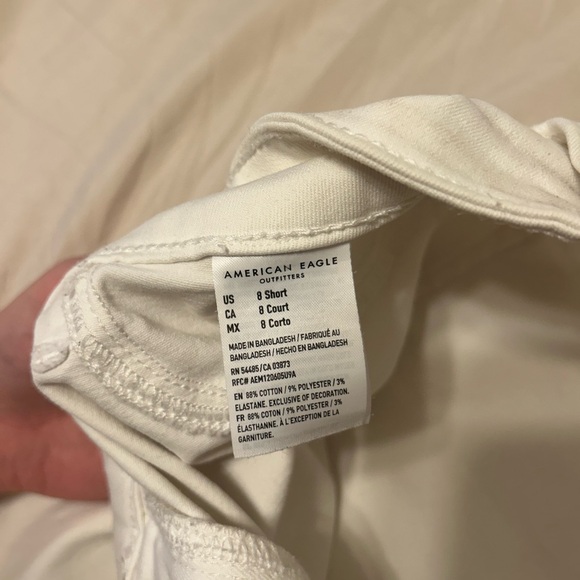 AMERICAN EAGLE
OUTFITTERS
US 8 Short
CA 8 Court
MX 8 Corto
MADE IN BANGLADESH / FABRIQUÉ AU
BANGLADESH / HECHO EN BANGLADESH
RN 54485/CA 03873
RFC# AEM120605U9A
EN 88% COTTON / 9% POLYESTER / 3%
ELASTANE. EXCLUSIVE OF DECORATION.
FR 88% COTON / 9% POLYESTER / 3%
ÉLASTHANNE. À L'EXCEPTION DE LA
GARNITURE.